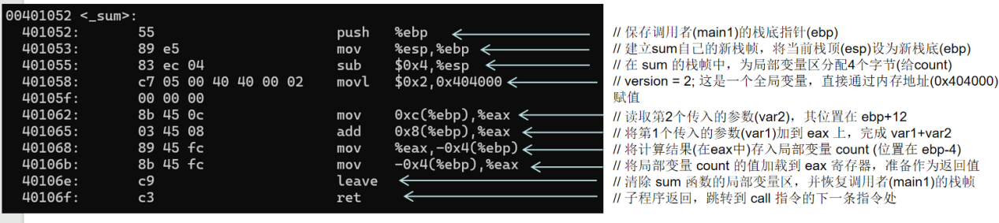 00401052 <_sum>:
401052: 55 push %ebp // 保存调用者(main1)的栈底指针(ebp)
401053: 89 e5 mov %esp,%ebp // 建立sum自己的新栈帧，将当前栈顶(esp)设为新栈底(ebp)
401055: 83 ec 04 sub $0x4,%esp // 在 sum 的栈帧中，为局部变量区分配4个字节(给count)
401058: c7 05 00 40 40 00 02 movl $0x2,0x404000 // version = 2; 这是一个全局变量，直接通过内存地址(0x404000)
40105f: 00 00 00 赋值
401062: 8b 45 0c mov 0xc(%ebp),%eax // 读取第2个传入的参数(var2)，其位置在 ebp+12
401065: 03 45 08 add 0x8(%ebp),%eax // 将第1个传入的参数(var1)加到 eax 上，完成 var1+var2
401068: 89 45 fc mov %eax,-0x4(%ebp) // 将计算结果(在eax中)存入局部变量 count (位置在 ebp-4)
40106b: 8b 45 fc mov -0x4(%ebp),%eax // 将局部变量 count 的值加载到 eax 寄存器，准备作为返回值
40106e: c9 leave // 清除 sum 函数的局部变量区，并恢复调用者(main1)的栈帧
40106f: c3 ret // 子程序返回，跳转到 call 指令的下一条指令处